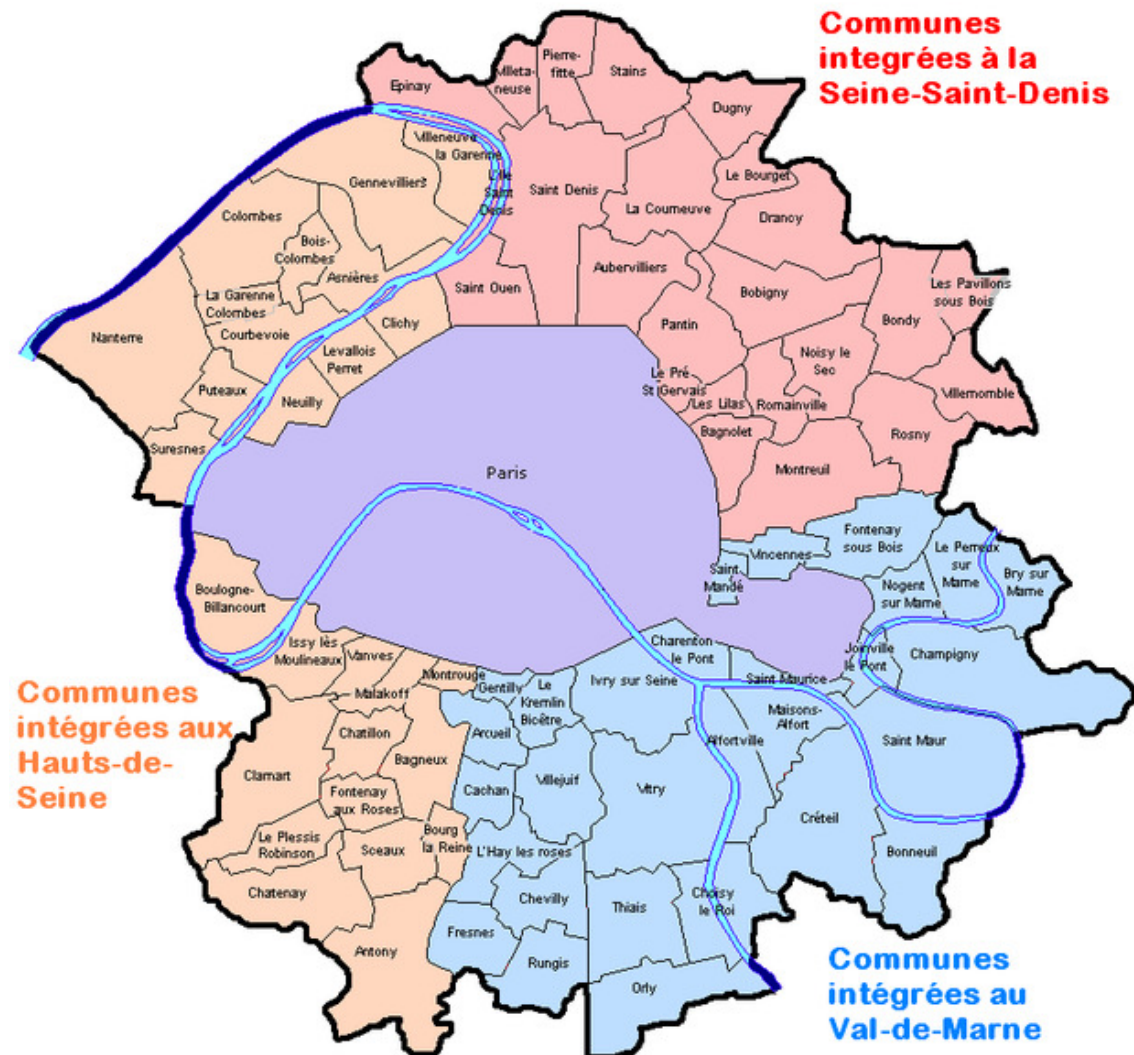 Communes
integrées à la
Seine-Saint-Denis
Epinay
Villeta-
neuse
Pierre-
fitte
Stains
Dugny
Villeneuve
la Garenne
L'Ile
Saint
Denis
Saint Denis
Le Bourget
Gennevilliers
La Courneuve
Drancy
Colombes
Bois-
Colombes
Asnières
Aubervilliers
Saint Ouen
Bobigny
Les Pavillons
sous Bois
La Garenne
Colombes
Courbevoie
Clichy
Pantin
Bondy
Nanterre
Levallois
Perret
Noisy le
Sec
Puteaux
Neuilly
Le Pré
St Gervais
Les Lilas
Romainville
Villemomble
Suresnes
Bagnolet
Rosny
Montreuil
Paris
Fontenay
sous Bois
Vincennes
Saint
Mandé
Le Perreux
sur
Marne
Bry sur
Marne
Nogent
sur Marne
Boulogne-
Billancourt
Issy lès
Moulineaux
Vanves
Malakoff
Montrouge
Gentilly
Le
Kremlin
Bicêtre
Ivry sur Seine
Charenton
le Pont
Saint Maurice
Joinville
le Pont
Champigny
Communes
intégrées aux
Hauts-de-
Seine
Chatillon
Bagneux
Arcueil
Maisons-
Alfort
Alfortville
Saint Maur
Clamart
Cachan
Villejuif
Vitry
Fontenay
aux Roses
Créteil
Le Plessis
Robinson
Sceaux
Bourg
la Reine
L'Hay les roses
Bonneuil
Chatenay
Chevilly
Thiais
Choisy
le Roi
Fresnes
Antony
Rungis
Orly
Communes
intégrées au
Val-de-Marne